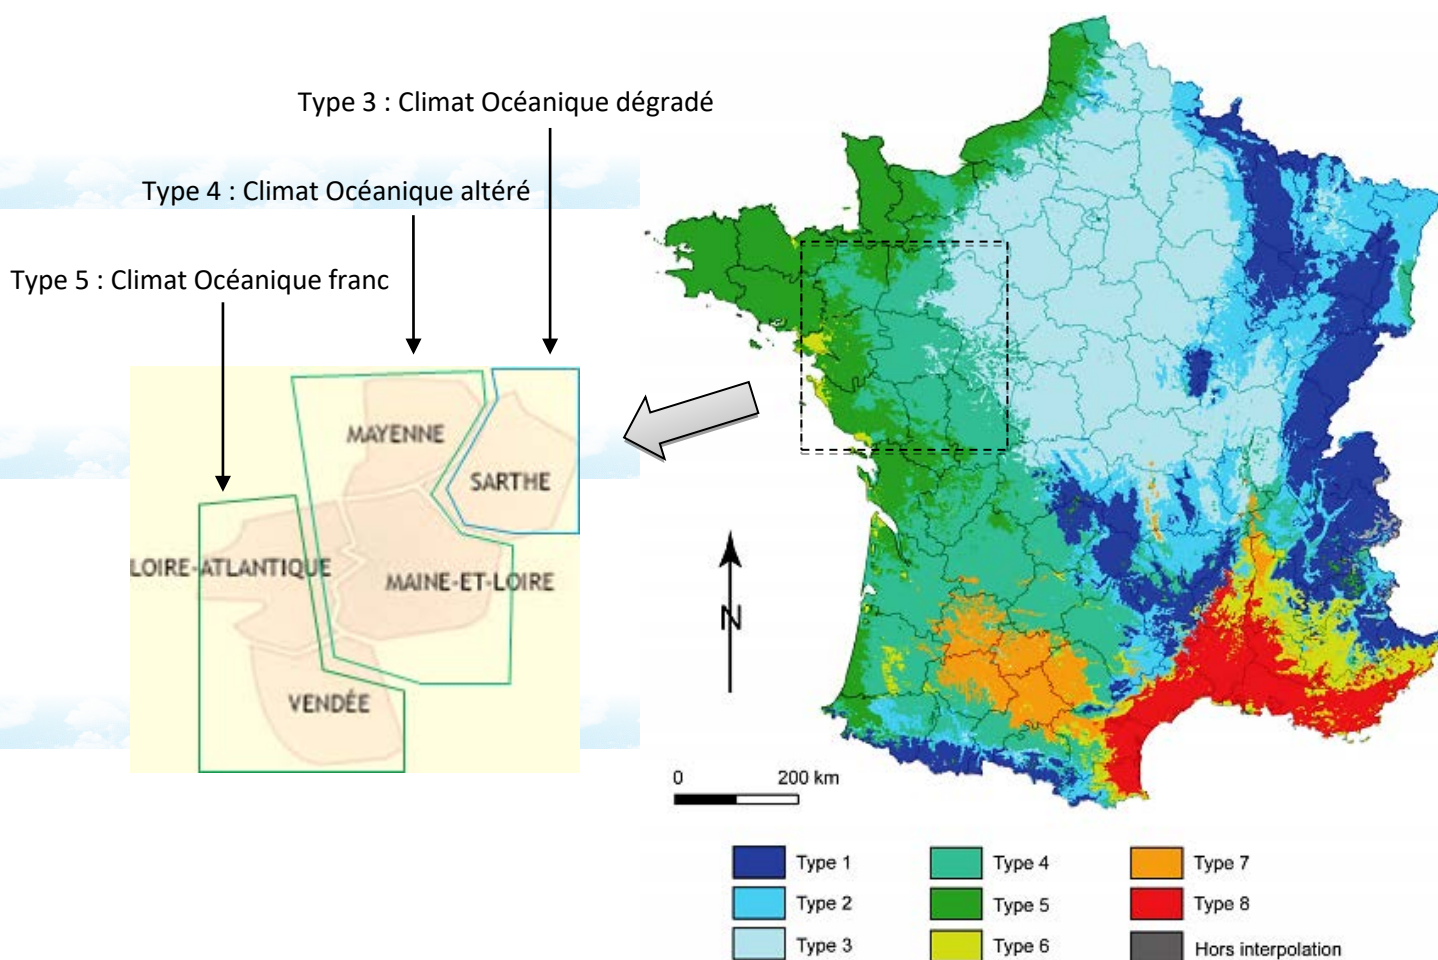 Type 3 : Climat Océanique dégradé
Type 4 : Climat Océanique altéré
Type 5 : Climat Océanique franc
MAYENNE
SARTHE
LOIRE-ATLANTIQUE
MAINE-ET-LOIRE
VENDÉE
N
0 200 km
Type 1 Type 4 Type 7
Type 2 Type 5 Type 8
Type 3 Type 6 Hors interpolation